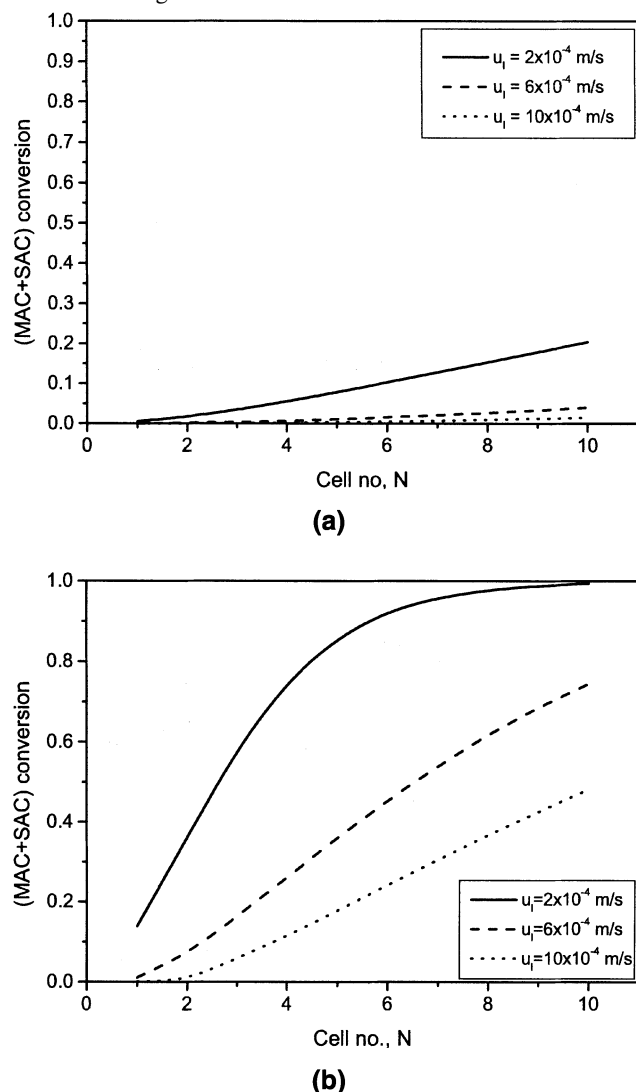 u_l = 2x10^-4 m/s
u_l = 6x10^-4 m/s
u_l = 10x10^-4 m/s
1.0
0.9
0.8
0.7
0.6
0.5
0.4
0.3
0.2
0.1
0.0
(MAC+SAC) conversion
0 2 4 6 8 10
Cell no, N
(a)
1.0
0.8
0.6
0.4
0.2
0.0
(MAC+SAC) conversion
u_l=2x10^-4 m/s
u_l=6x10^-4 m/s
u_l=10x10^-4 m/s
0 2 4 6 8 10
Cell no., N
(b)